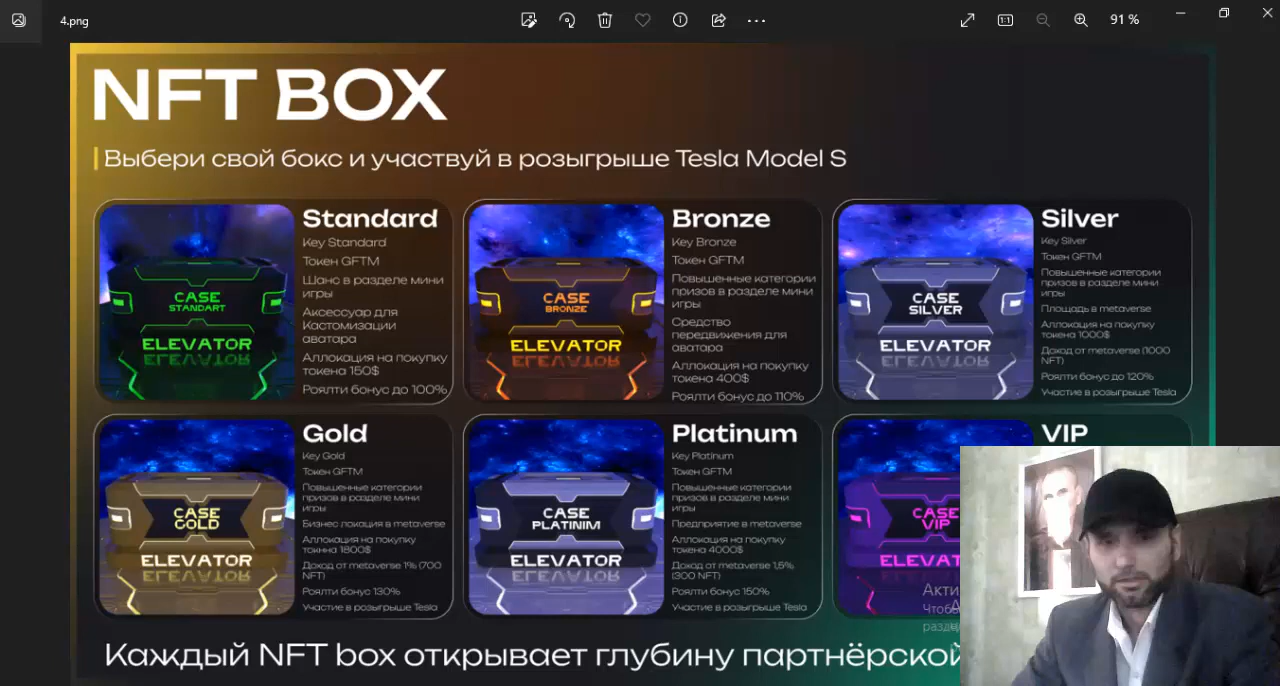 4.png
91 %
NFT BOX
Выбери свой бокс и участвуй в розыгрыше Tesla Model S
CASE
STANDART
ELEVATOR
Standard
Key Standard
Токен GFTM
Шанс в разделе мини
игры
Аксессуар для
Кастомизации
аватара
Аллокация на покупку
токена 150$
Роялти бонус до 100%
CASE
BRONZE
ELEVATOR
Bronze
Key Bronze
Токен GFTM
Повышенные категории
призов в разделе мини
игры
Средство
передвижения для
аватара
Аллокация на покупку
токена 400$
Роялти бонус до 110%
CASE
SILVER
ELEVATOR
Silver
Key Silver
Токен GFTM
Повышенные категории
призов в разделе мини
игры
Площадь в metaverse
Аллокация на покупку
токена 1000$
Доход от metaverse (1000
NFT)
Роялти бонус до 120%
Участие в розыгрыше Tesla
CASE
GOLD
ELEVATOR
Gold
Key Gold
Токен GFTM
Повышенные категории
призов в разделе мини
игры
Бизнес локация в metaverse
Аллокация на покупку
токнна 1800$
Доход от metaverse 1% (700
NFT)
Роялти бонус 130%
Участие в розыгрыше Tesla
CASE
PLATINIM
ELEVATOR
Platinum
Key Platinum
Токен GFTM
Повышенные категории
призов в разделе мини
игры
Предприятие в metaverse
Аллокация на покупку
токена 4000$
Доход от metaverse 1,5%
(300 NFT)
Роялти бонус 150%
Участие в розыгрыше Tesla
CASE
VIP
VIP
Каждый NFT box открывает глубину партнёрской